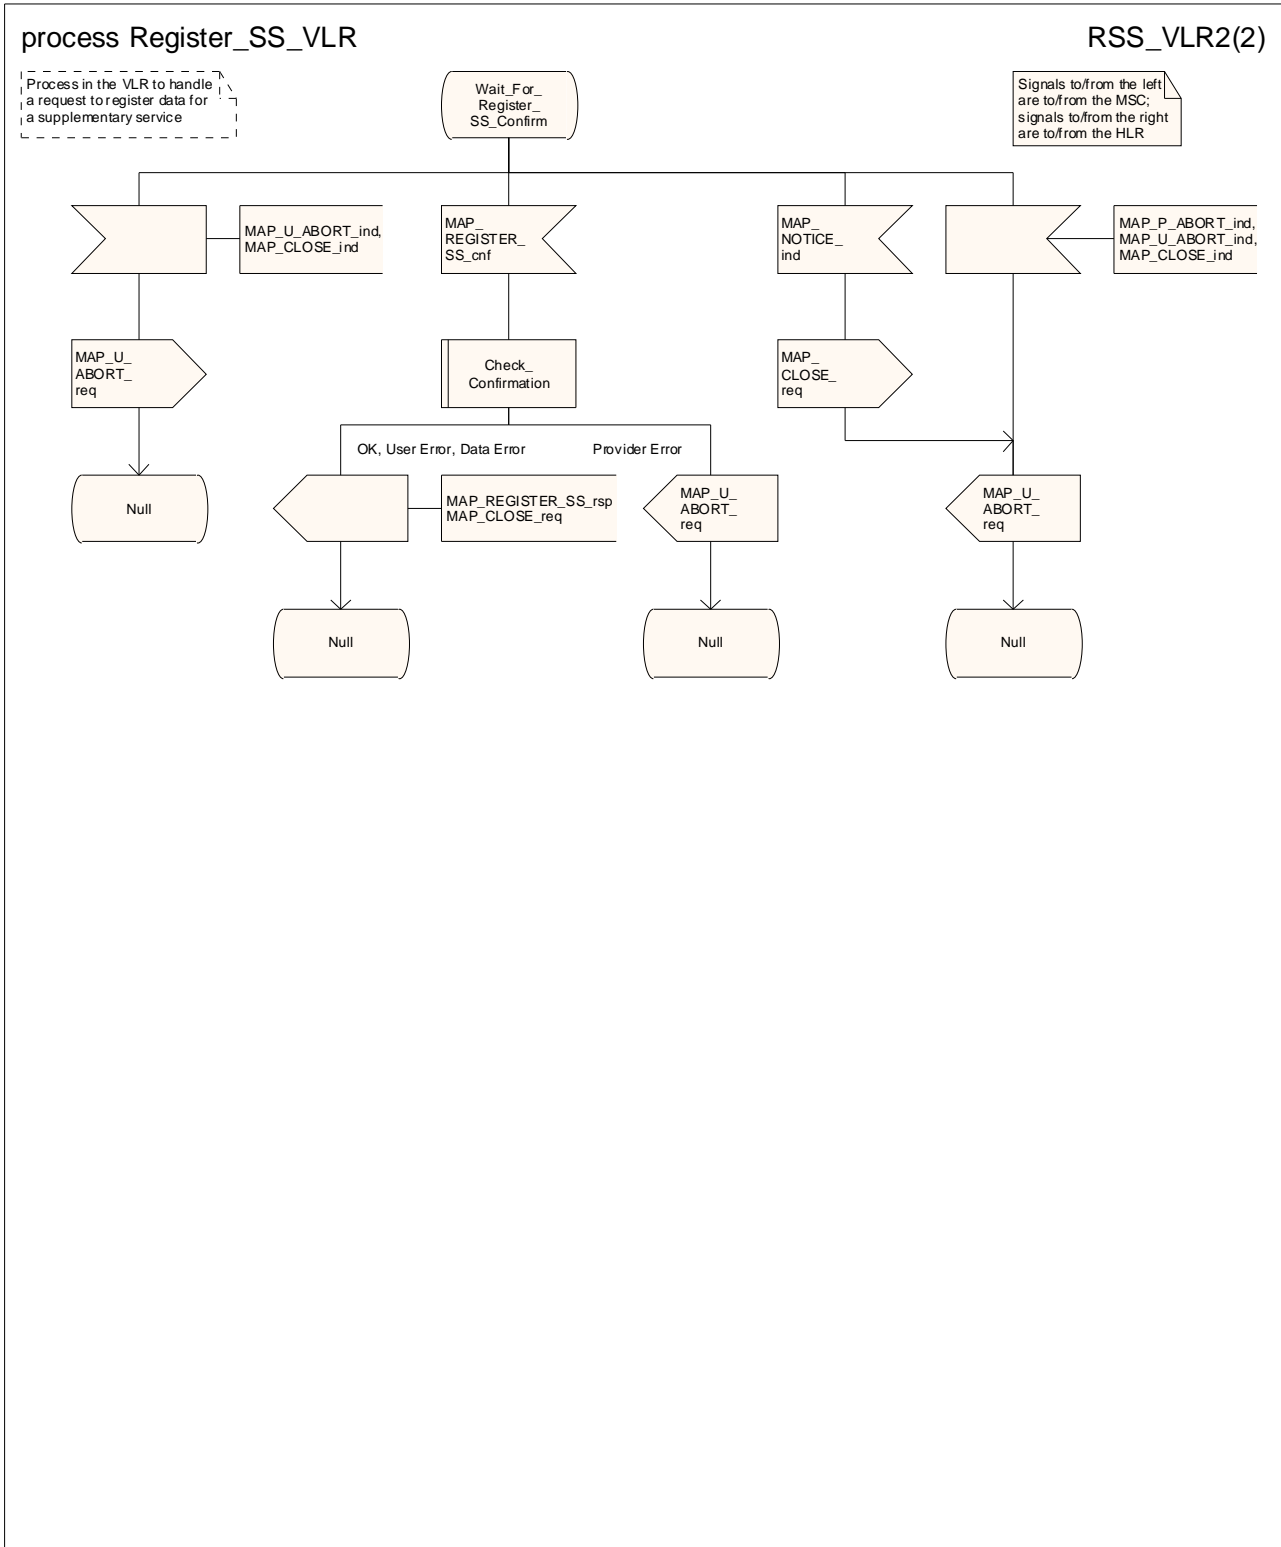 process Register_SS_VLR
RSS_VLR2(2)
Process in the VLR to handle
a request to register data for
a supplementary service
Wait_For_
Register_
SS_Confirm
Signals to/from the left
are to/from the MSC;
signals to/from the right
are to/from the HLR
MAP_U_ABORT_ind,
MAP_CLOSE_ind
MAP_
REGISTER_
SS_cnf
MAP_
NOTICE_
ind
MAP_P_ABORT_ind,
MAP_U_ABORT_ind,
MAP_CLOSE_ind
MAP_U_
ABORT_
req
Check_
Confirmation
MAP_
CLOSE_
req
OK, User Error, Data Error
Provider Error
Null
MAP_REGISTER_SS_rsp
MAP_CLOSE_req
MAP_U_
ABORT_
req
MAP_U_
ABORT_
req
Null
Null
Null